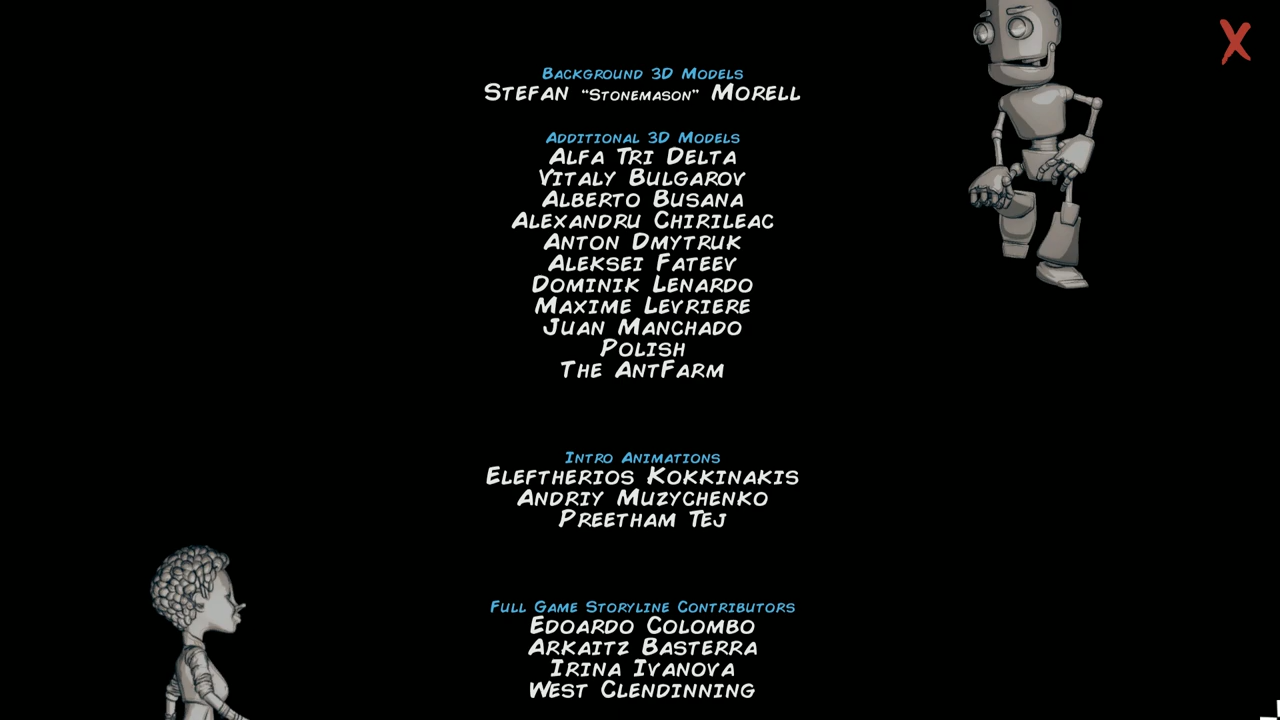 Background 3D Models
Stefan "Stonemason" Morell
Additional 3D Models
Alfa Tri Delta
Vitaly Bulgarov
Alberto Busana
Alexandru Chirileac
Anton Dmytruk
Aleksei Fateev
Dominik Lenardo
Maxime Levriere
Juan Manchado
Polish
The AntFarm
Intro Animations
Eleftherios Kokkinakis
Andriy Muzychenko
Preetham Tej
Full Game Storyline Contributors
Edoardo Colombo
Arkaitz Basterra
Irina Ivanova
West Clendinning